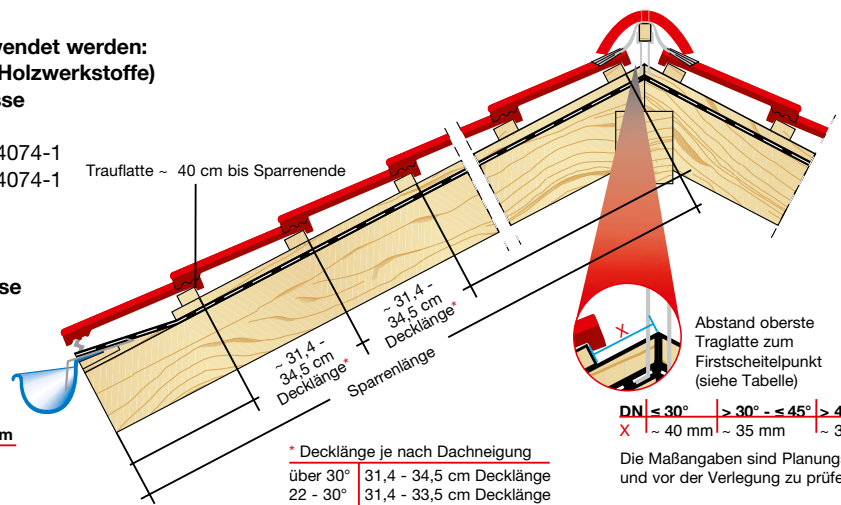 wendet werden:
Holzwerkstoffe)
4074-1
4074-1
Trauflatte ~ 40 cm bis Sparrenende
~ 31,4 -
34,5 cm
Decklänge*
~ 31,4 -
34,5 cm
Decklänge*
Sparrenlänge
X
Abstand oberste
Traglatte zum
Firstscheitelpunkt
(siehe Tabelle)
DN ≤ 30° > 30° - ≤ 45° > 4
X ~ 40 mm ~ 35 mm ~ 3
Die Maßangaben sind Planungs
und vor der Verlegung zu prüfe
* Decklänge je nach Dachneigung
über 30° 31,4 - 34,5 cm Decklänge
22 - 30° 31,4 - 33,5 cm Decklänge